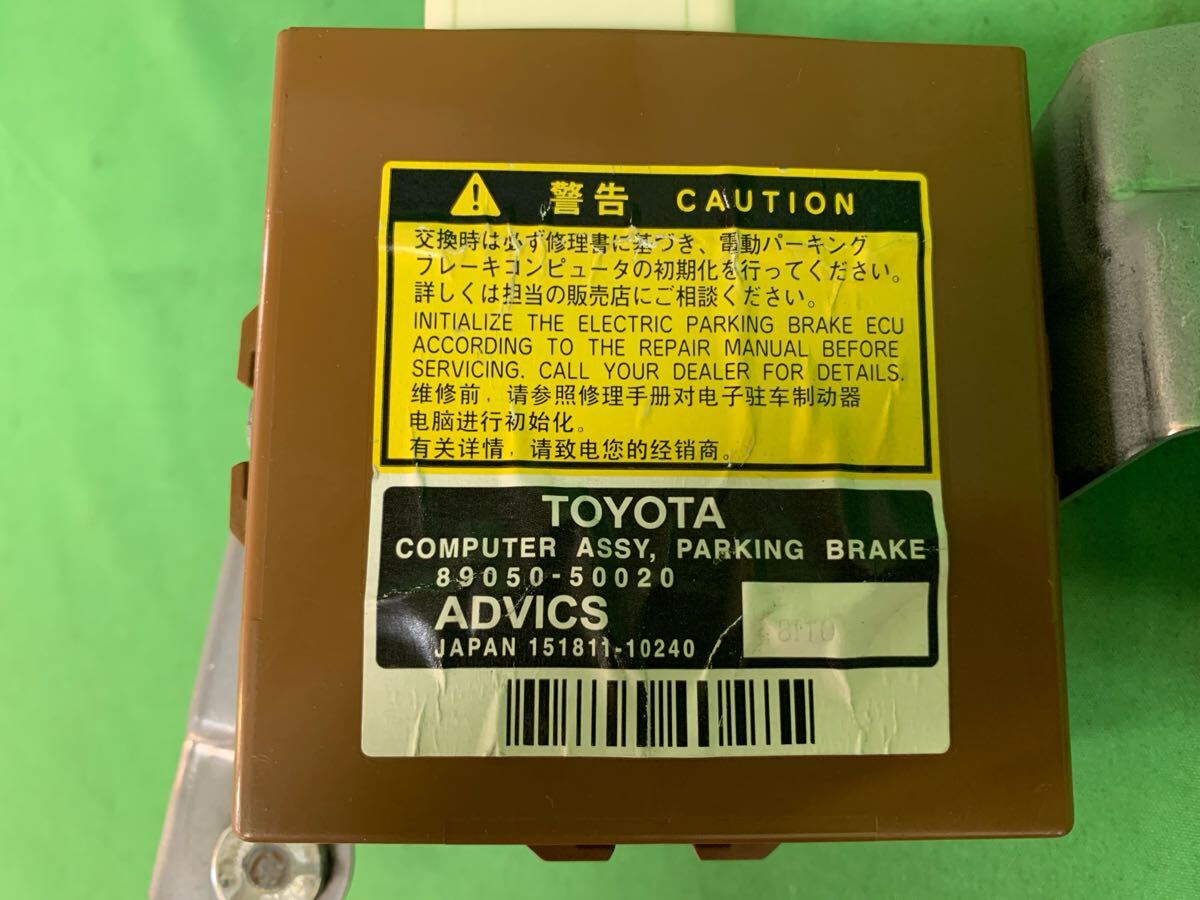 警告 CAUTION
交換時は必ず修理書に基づき、電動パーキング
ブレーキコンピュータの初期化を行ってください。
詳しくは担当の販売店にご相談ください。
INITIALIZE THE ELECTRIC PARKING BRAKE ECU
ACCORDING TO THE REPAIR MANUAL BEFORE
SERVICING. CALL YOUR DEALER FOR DETAILS.
维修前，请参照修理手册对电子驻车制动器
电脑进行初始化。
有关详情，请致电您的经销商。
TOYOTA
COMPUTER ASSY, PARKING BRAKE
89050-50020
ADVICS
JAPAN 151811-10240